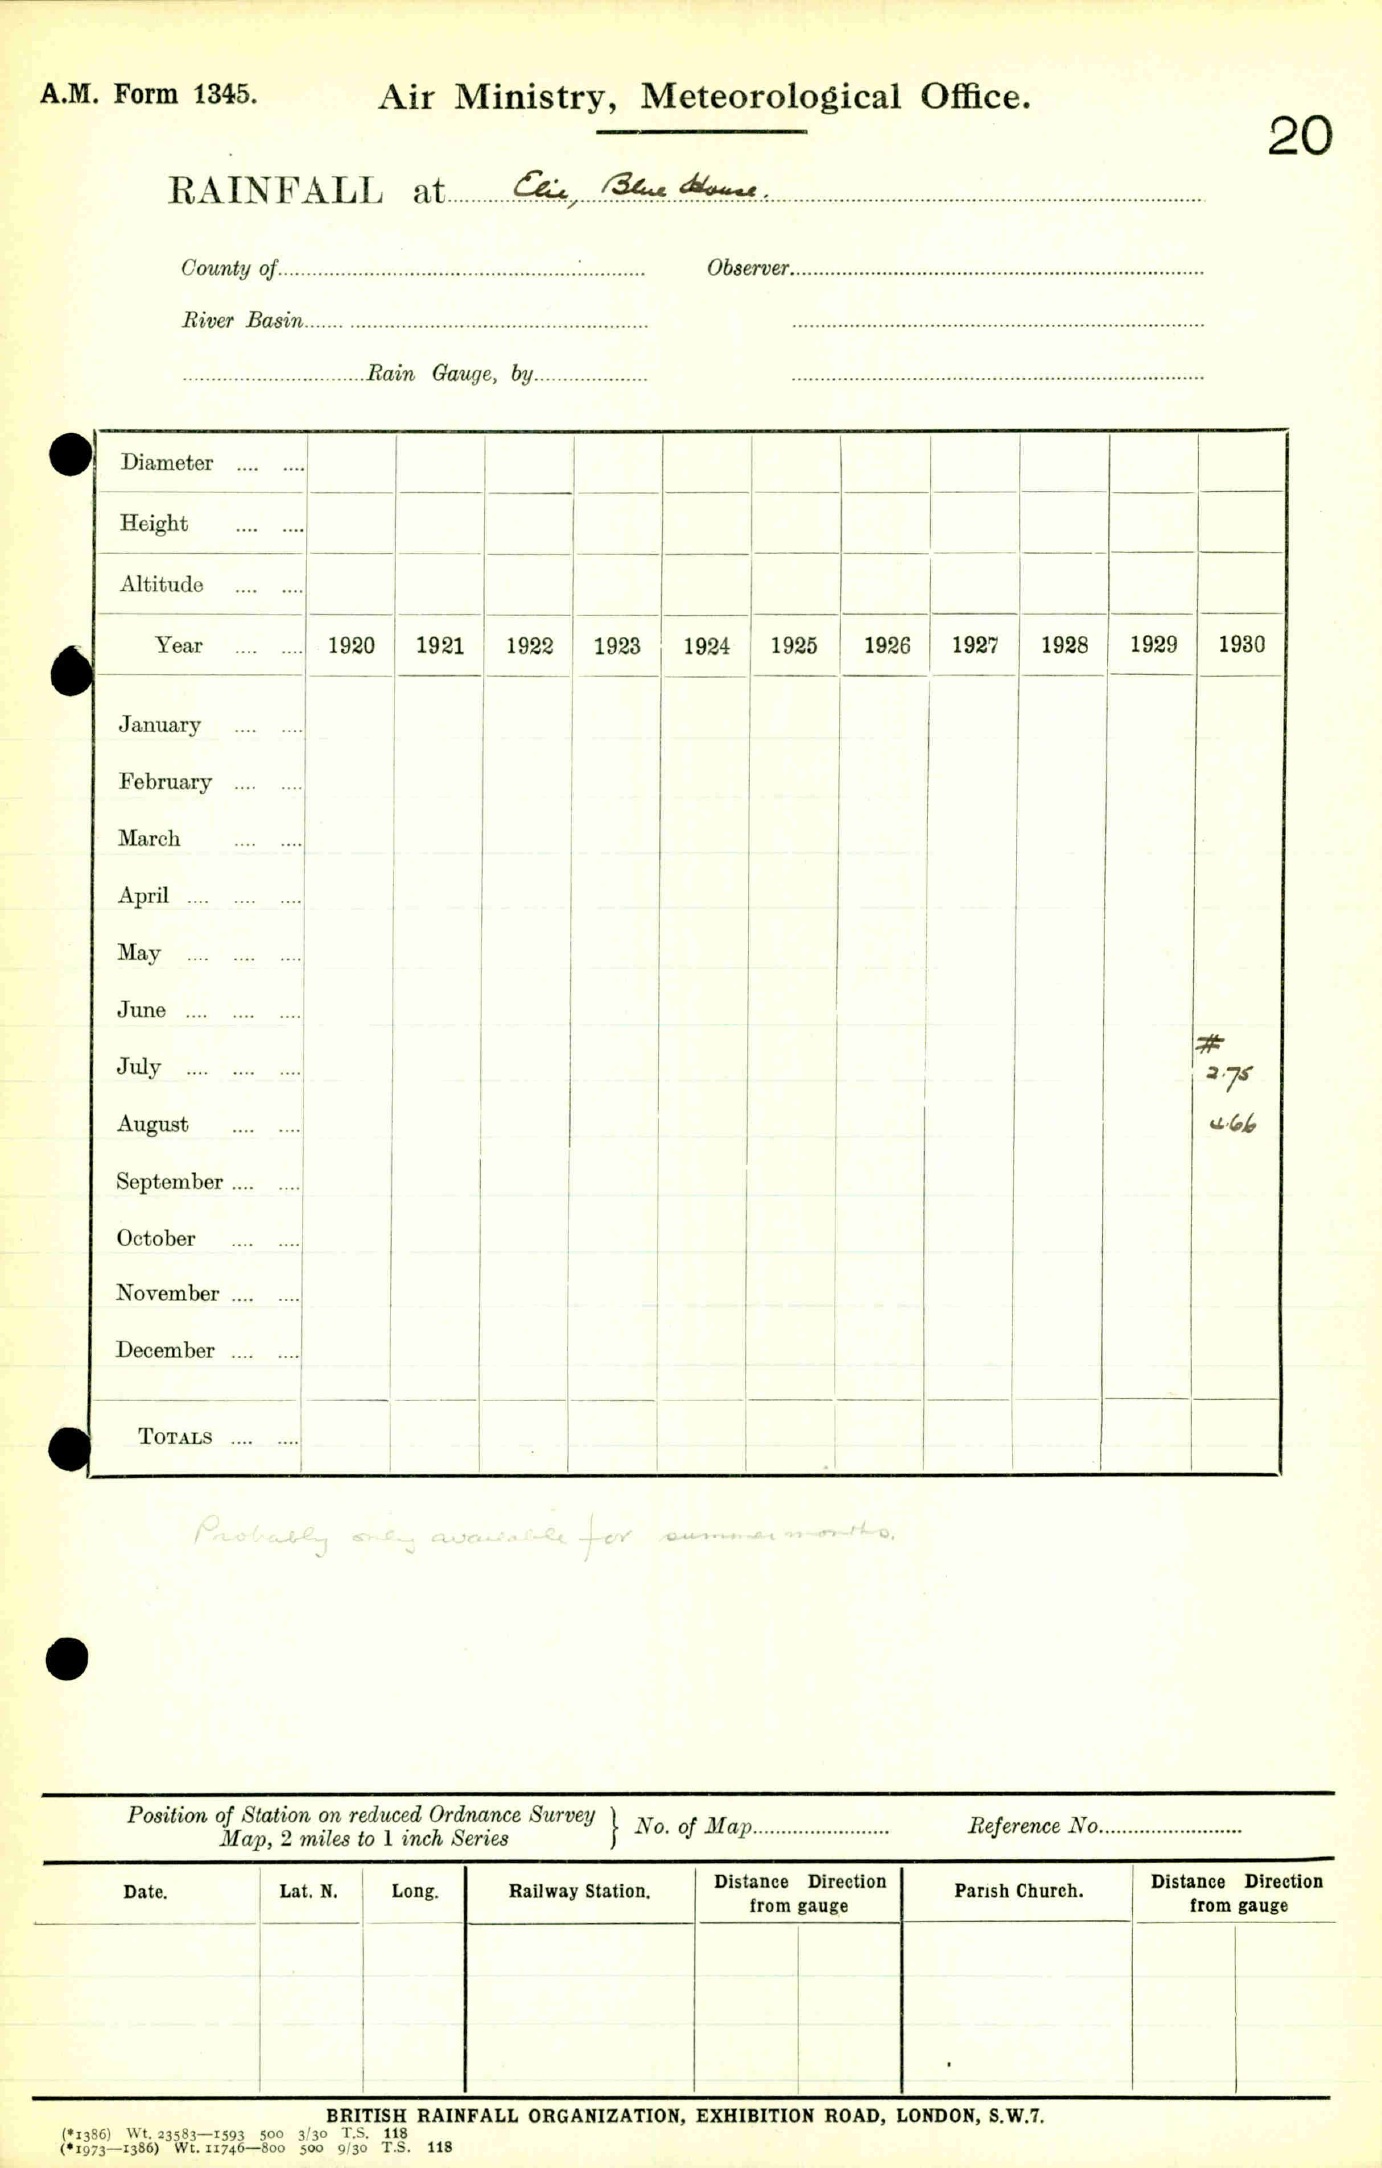 A.M. Form 1345.
Air Ministry, Meteorological Office.
20
RAINFALL at Elie, Blue House.
County of
Observer
River Basin
Rain Gauge, by
Diameter
Height
Altitude
Year 1920 1921 1922 1923 1924 1925 1926 1927 1928 1929 1930
January
February
March
April
May
June
#
July 2.75
August 4.66
September
October
November
December
TOTALS
Probably only available for summer months.
Position of Station on reduced Ordnance Survey
Map, 2 miles to 1 inch Series } No. of Map Reference No.
Date. Lat. N. Long. Railway Station. Distance Direction from gauge Parish Church. Distance Direction from gauge
BRITISH RAINFALL ORGANIZATION, EXHIBITION ROAD, LONDON, S.W.7.
(*1386) Wt. 23583—1593 500 3/30 T.S. 118
(*1973—1386) Wt. 11746—800 500 9/30 T.S. 118